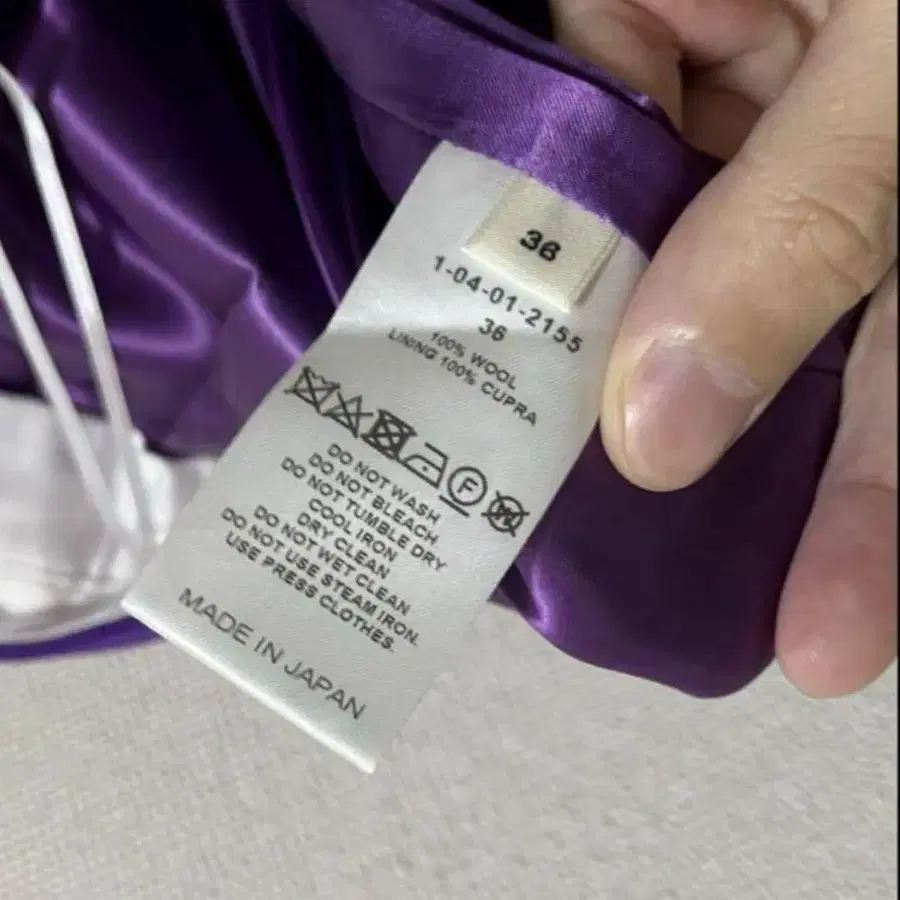 36
1-04-01-2155
36
100% WOOL
LINING 100% CUPRA
F
W
DO NOT WASH
DO NOT BLEACH.
DO NOT TUMBLE DRY
COOL IRON
DRY CLEAN
DO NOT WET CLEAN
DO NOT USE STEAM IRON.
USE PRESS CLOTHES.
MADE IN JAPAN